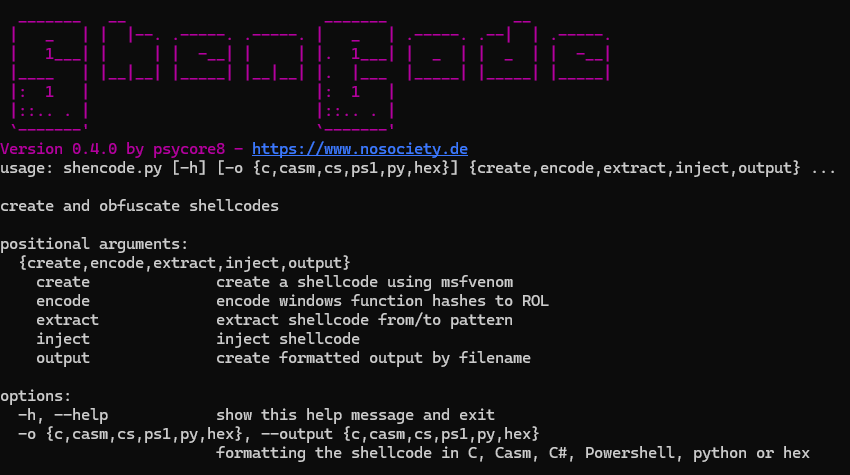 ShenCode
Version 0.4.0 by psycore8 - https://www.nosociety.de
usage: shencode.py [-h] [-o {c,casm,cs,ps1,py,hex}] {create,encode,extract,inject,output} ...
create and obfuscate shellcodes
positional arguments:
{create,encode,extract,inject,output}
create create a shellcode using msfvenom
encode encode windows function hashes to ROL
extract extract shellcode from/to pattern
inject inject shellcode
output create formatted output by filename
options:
-h, --help show this help message and exit
-o {c,casm,cs,ps1,py,hex}, --output {c,casm,cs,ps1,py,hex}
formatting the shellcode in C, Casm, C#, Powershell, python or hex